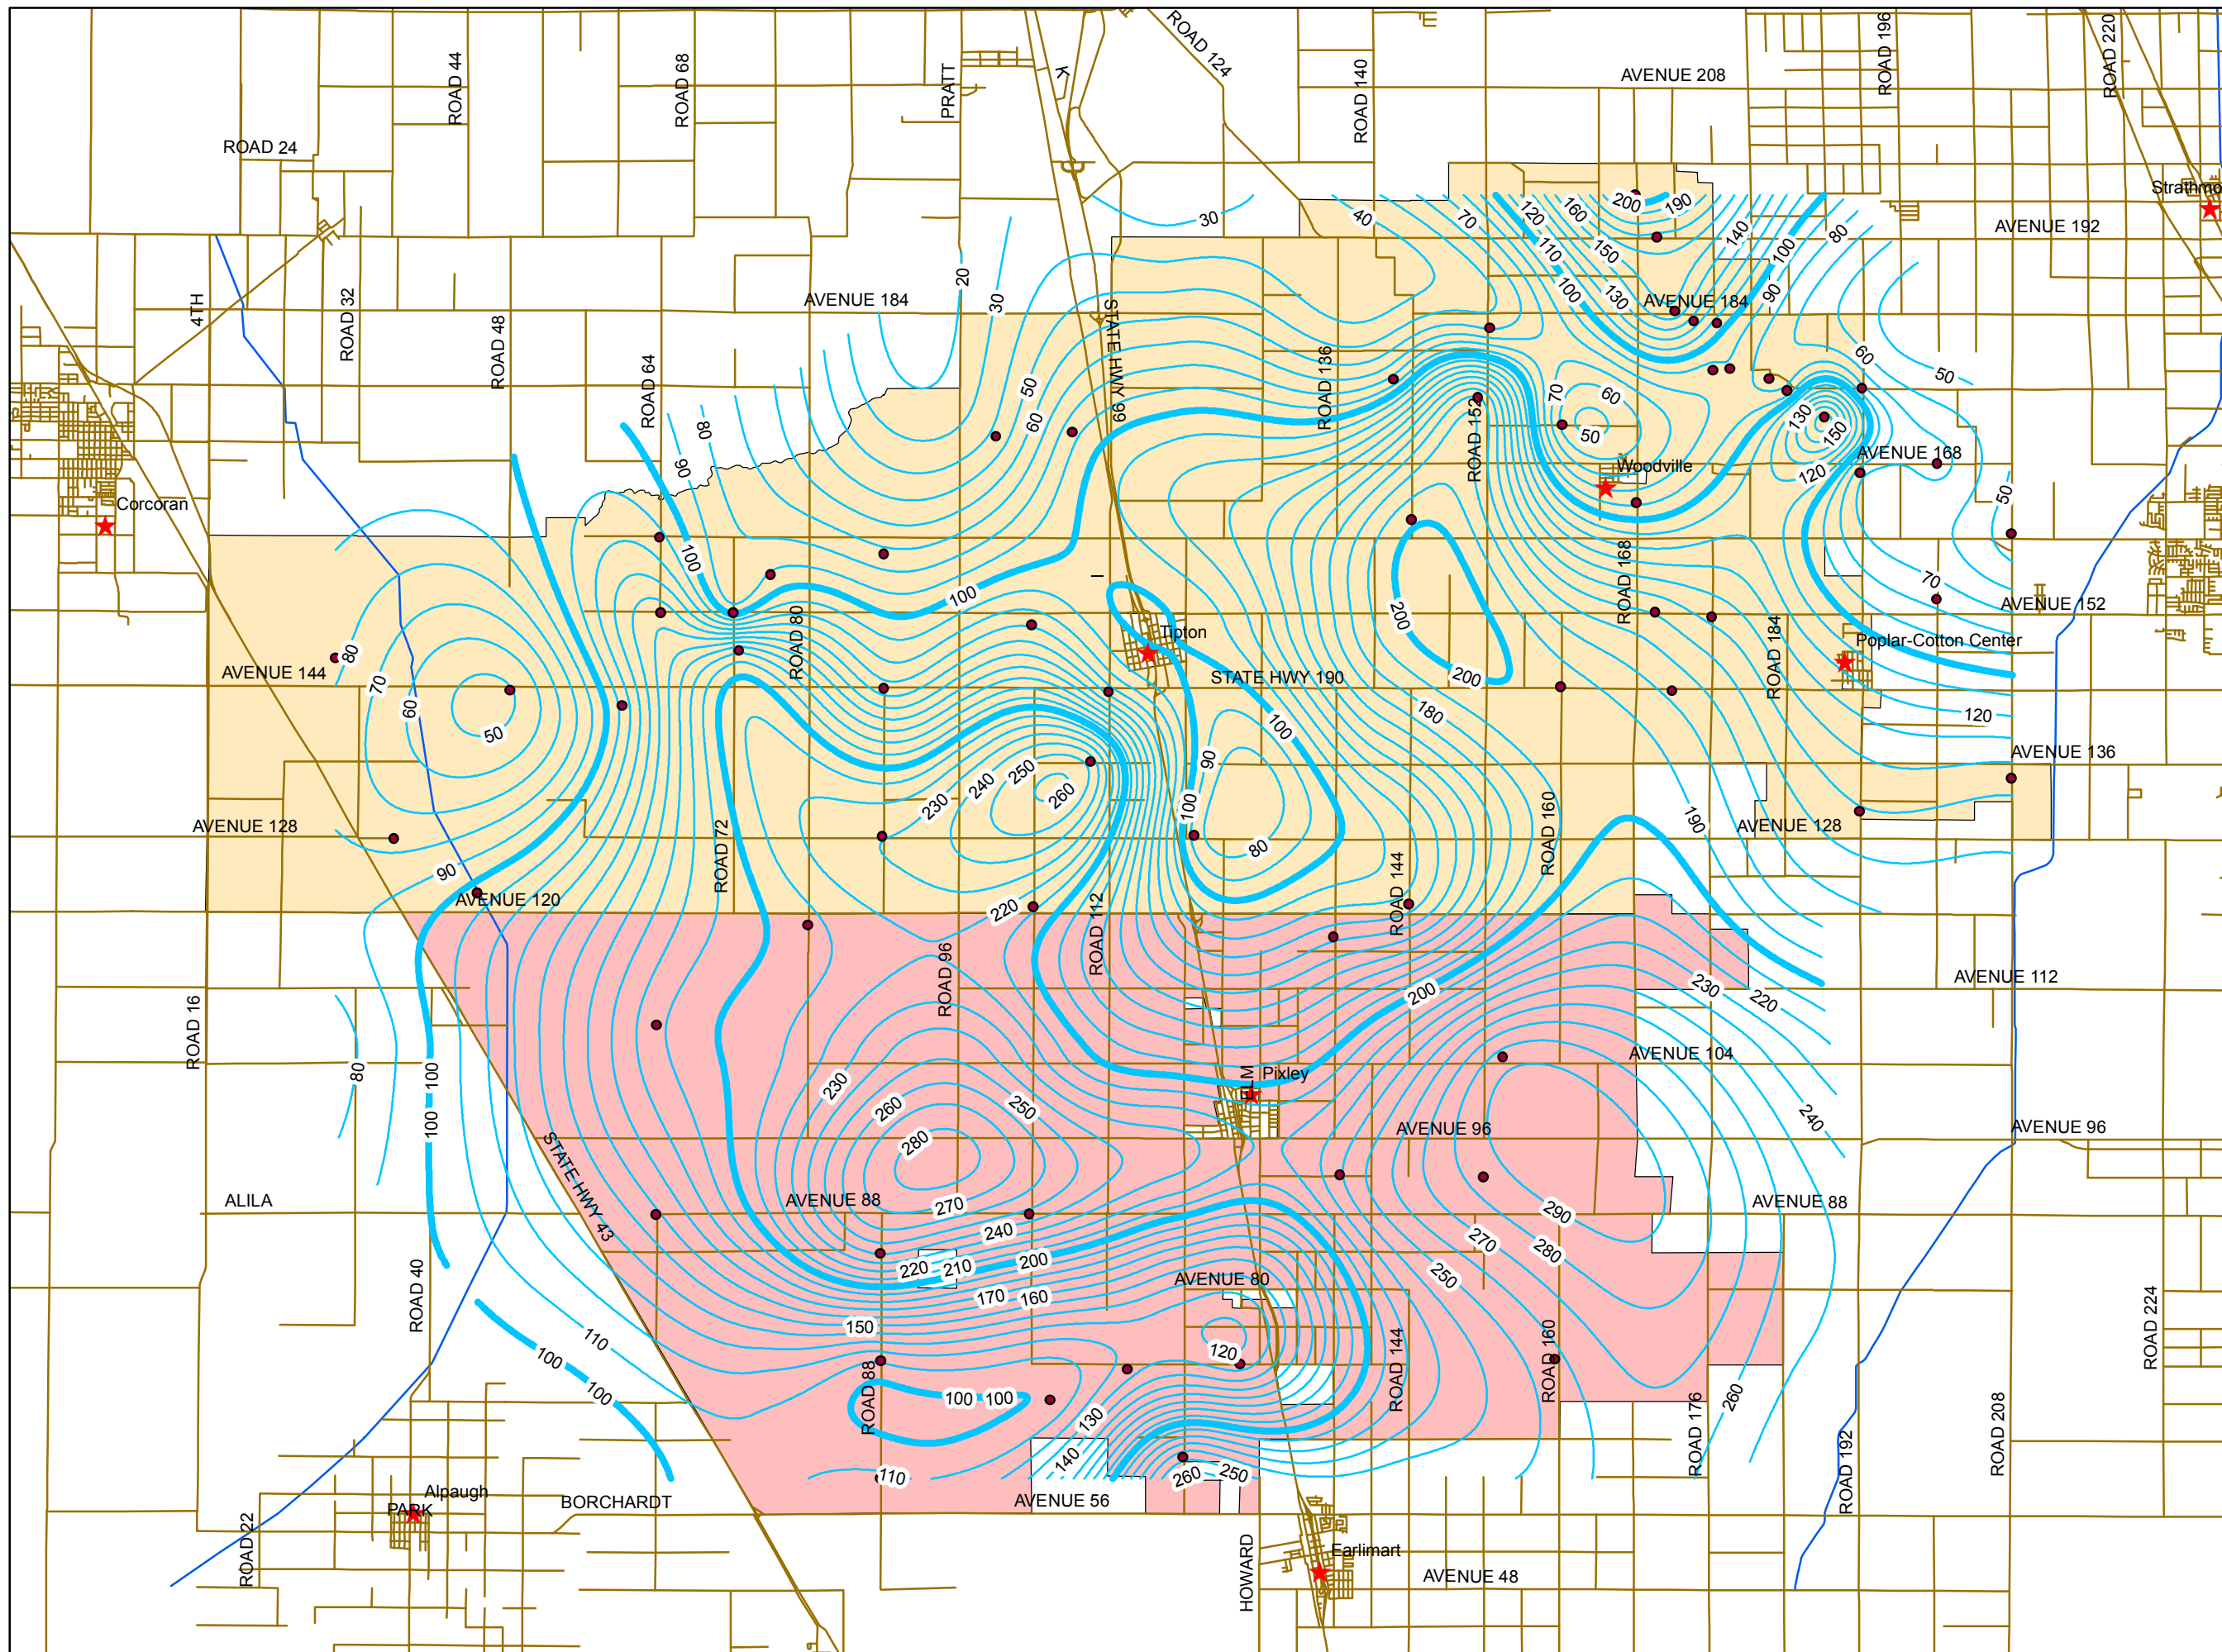 ROAD 44
ROAD 68
PRATT
K
ROAD 124
ROAD 140
AVENUE 208
ROAD 196
ROAD 220
ROAD 24
Strathmo
200
190
120
160
30
40
70
AVENUE 192
140
80
110
150
100
20
4TH
ROAD 32
AVENUE 184
30
100
130
AVENUE 184
90
STATE HWY 99
ROAD 48
ROAD 64
ROAD 136
60
50
50
60
70
60
80
130
150
50
90
ROAD 152
AVENUE 168
Woodville
120
50
Corcoran
100
100
I
70
ROAD 168
AVENUE 152
200
80
Tipton
ROAD 80
ROAD 184
Poplar-Cotton Center
AVENUE 144
70
STATE HWY 190
200
60
180
120
50
100
90
AVENUE 136
250
240
260
230
100
190
AVENUE 128
ROAD 72
ROAD 160
AVENUE 128
80
90
ROAD 144
AVENUE 120
220
ROAD 112
ROAD 96
AVENUE 112
230
220
200
ROAD 16
AVENUE 104
80
100
Pixley
ELM
230
260
250
240
100
280
AVENUE 96
AVENUE 96
STATE HWY 43
ALILA
AVENUE 88
AVENUE 88
270
290
240
270
280
200
220
210
250
AVENUE 80
ROAD 40
170
160
150
110
120
ROAD 144
ROAD 160
ROAD 224
100
100
100
100
ROAD 88
260
130
140
ROAD 176
ROAD 208
110
260
250
ROAD 192
Alpaugh
PARK
BORCHARDT
AVENUE 56
ROAD 22
HOWARD
Earlimart
AVENUE 48